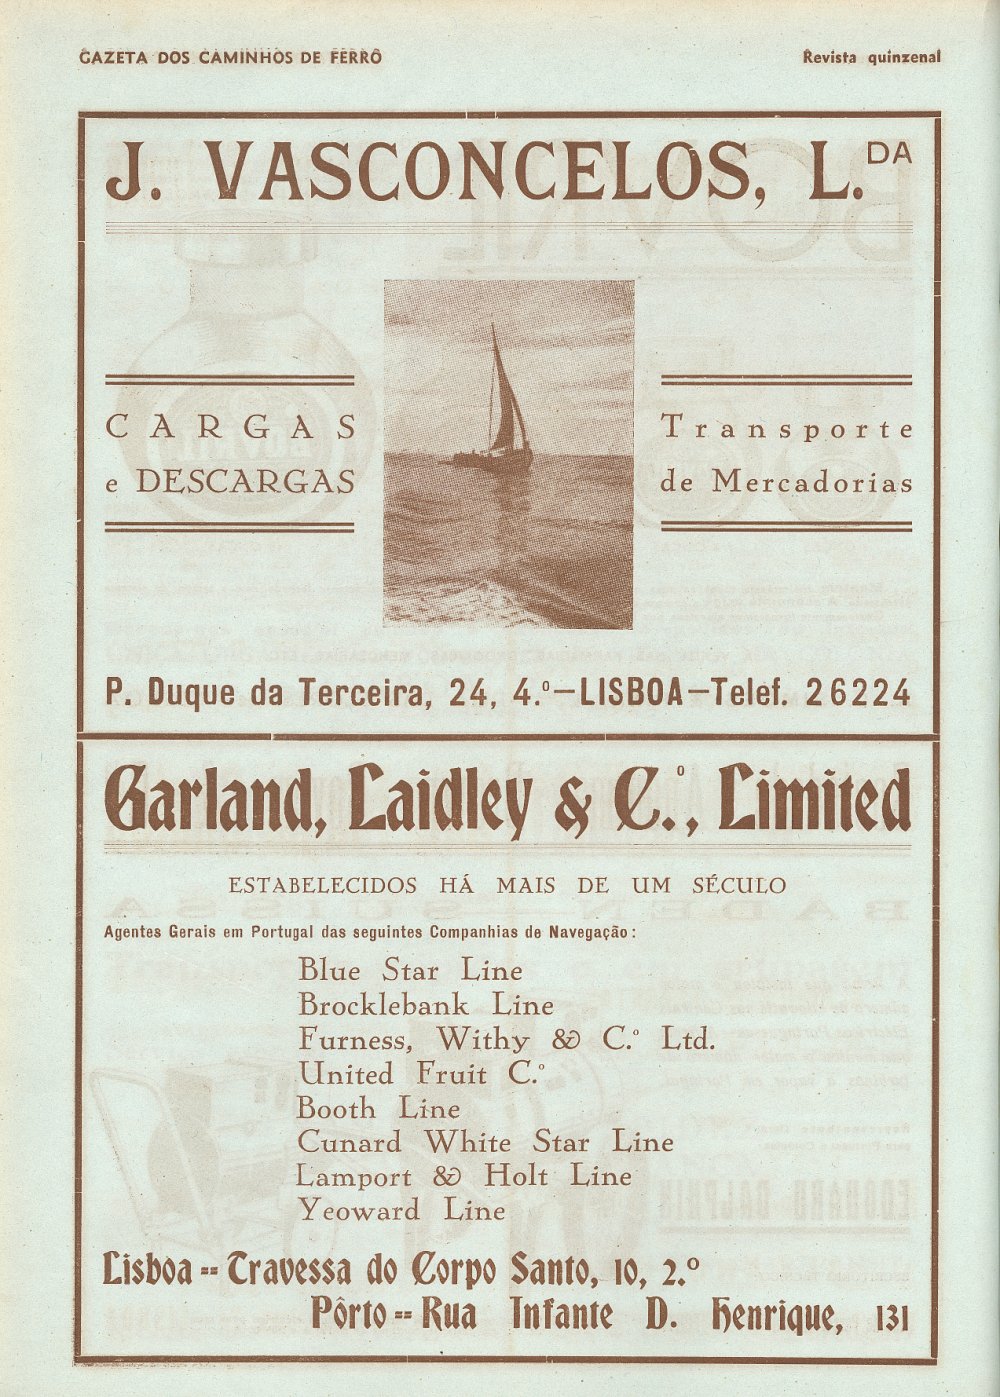 GAZETA DOS CAMINHOS DE FERRÔ
Revista quinzenal
J. VASCONCELOS, L.DA
CARGAS
e DESCARGAS
Transporte
de Mercadorias
P. Duque da Terceira, 24, 4.º—LISBOA—Telef. 26224
Garland, Laidley & C.º, Limited
ESTABELECIDOS HÁ MAIS DE UM SÉCULO
Agentes Gerais em Portugal das seguintes Companhias de Navegação:
Blue Star Line
Brocklebank Line
Furness, Withy & C.º Ltd.
United Fruit C.º
Booth Line
Cunard White Star Line
Lamport & Holt Line
Yeoward Line
Lisboa -- Travessa do Corpo Santo, 10, 2.º
Pôrto -- Rua Infante D. Henrique, 131